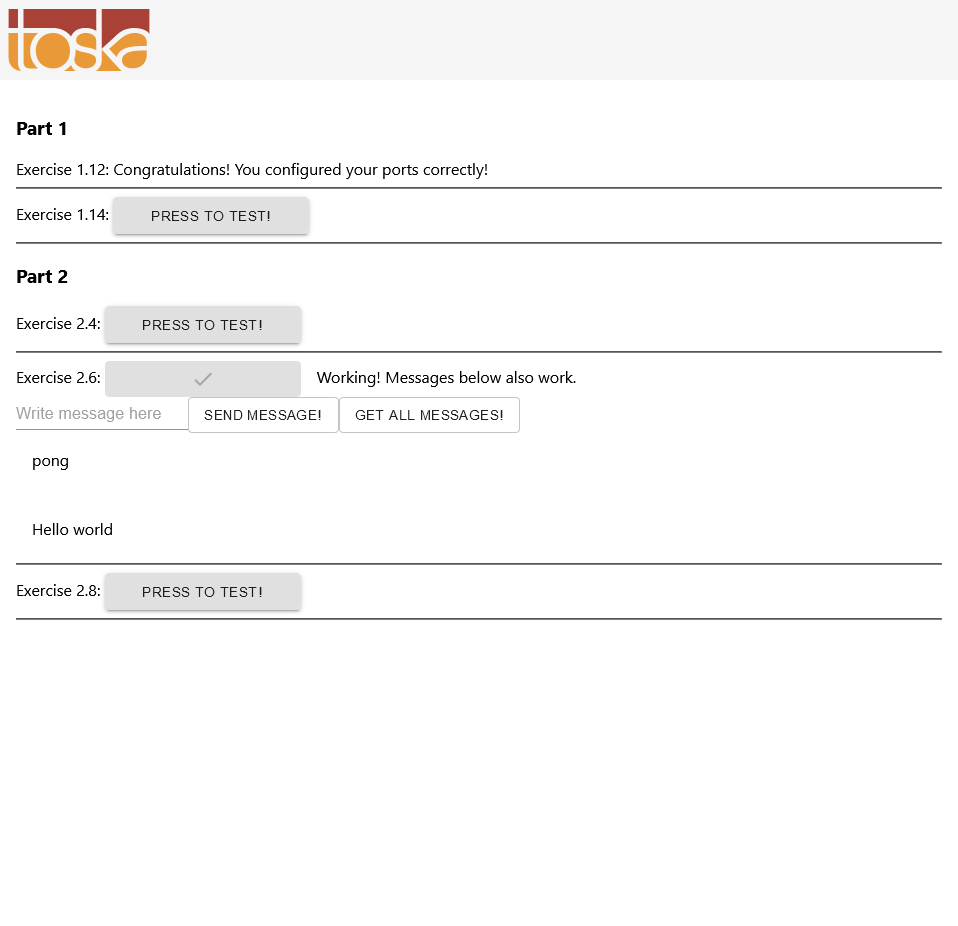 toska
Part 1
Exercise 1.12: Congratulations! You configured your ports correctly!
Exercise 1.14: PRESS TO TEST!
Part 2
Exercise 2.4: PRESS TO TEST!
Exercise 2.6: Working! Messages below also work.
Write message here SEND MESSAGE! GET ALL MESSAGES!
pong
Hello world
Exercise 2.8: PRESS TO TEST!